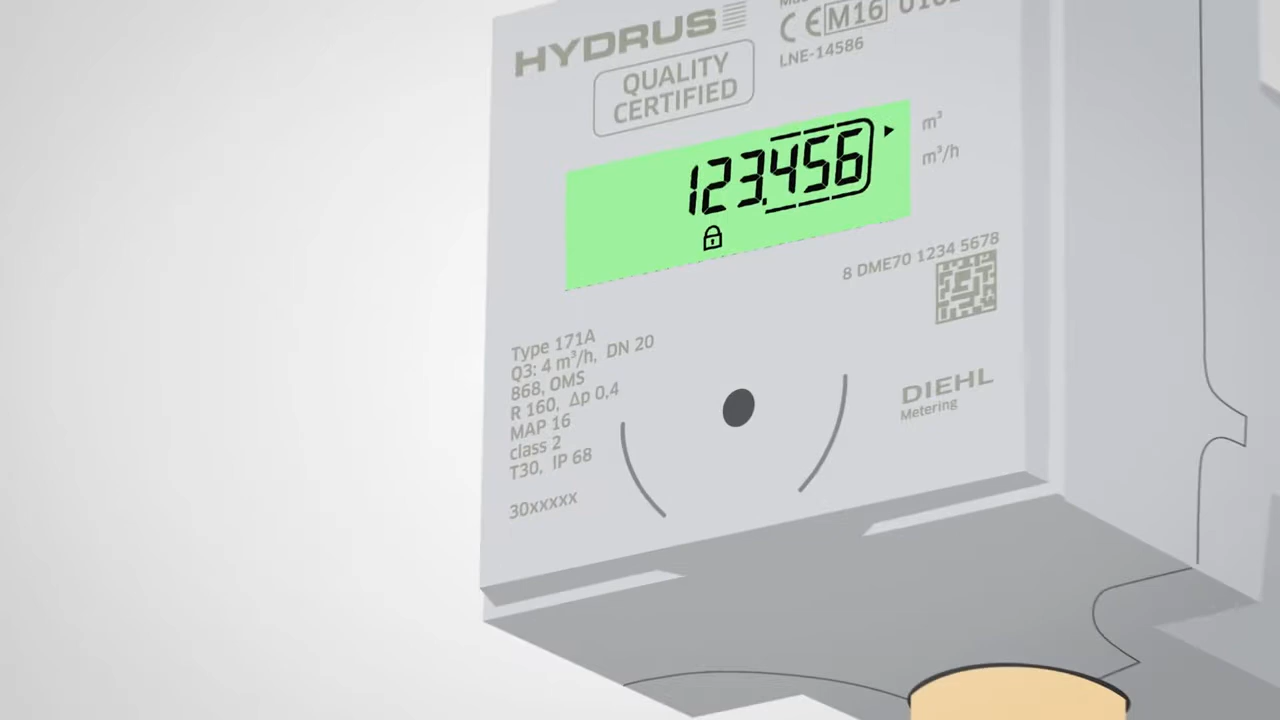 HYDRUS
CE M16
LNE-14586
QUALITY
CERTIFIED
123.456
m³
m³/h
8 DME70 1234 5678
Type 171A
Q3: 4 m³/h, DN 20
868, OMS
R 160, Δp 0,4
MAP 16
class 2
T30, IP 68
30xxxxx
DIEHL
Metering